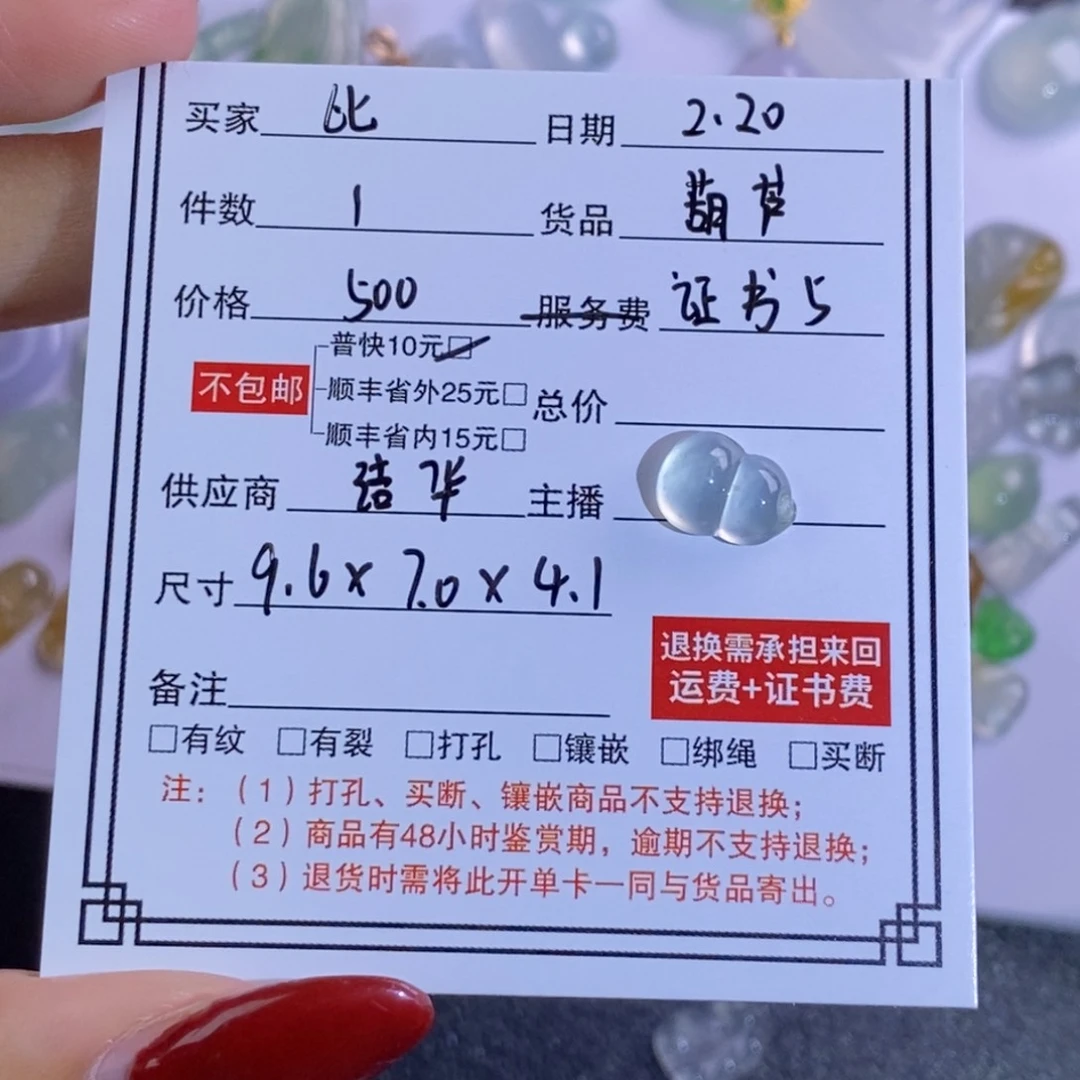 买家 比 日期 2.20
件数 1 货品 葫芦
价格 500 服务费 证书5
普快10元
不包邮 顺丰省外25元 总价
顺丰省内15元
供应商 洁华 主播
尺寸 9.6x7.0x4.1
退换需承担来回
运费+证书费
备注
有纹 有裂 打孔 镶嵌 绑绳 买断
注:(1)打孔、买断、镶嵌商品不支持退换;
(2)商品有48小时鉴赏期,逾期不支持退换;
(3)退货时需将此开单卡一同与货品寄出。